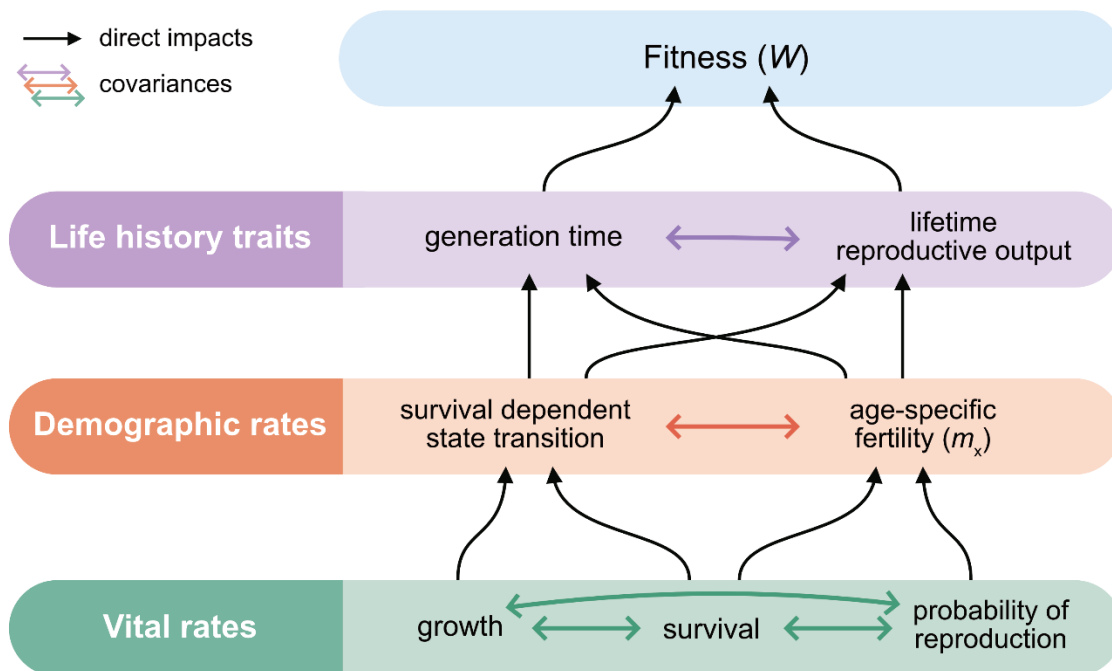 direct impacts
covariances
Fitness (W)
Life history traits
generation time
lifetime
reproductive output
Demographic rates
survival dependent
state transition
age-specific
fertility (mx)
Vital rates
growth
survival
probability of
reproduction